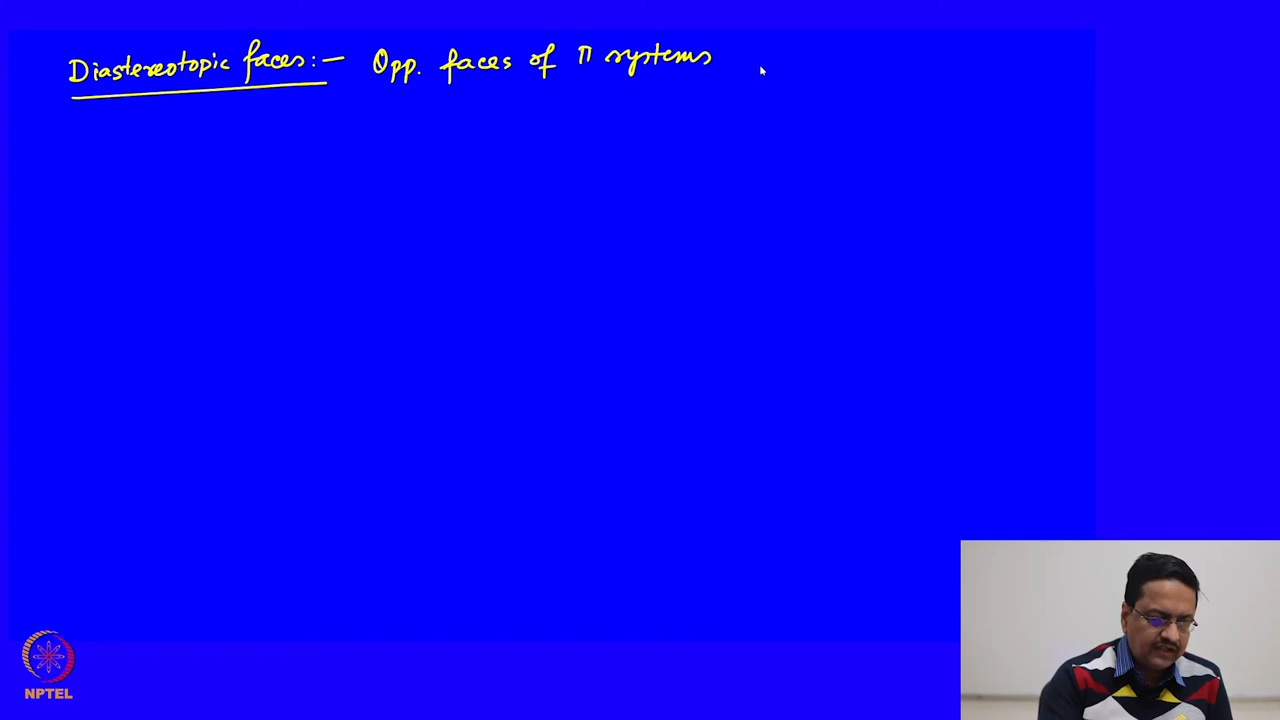 Diastereotopic faces:— Opp. faces of π systems
NPTEL